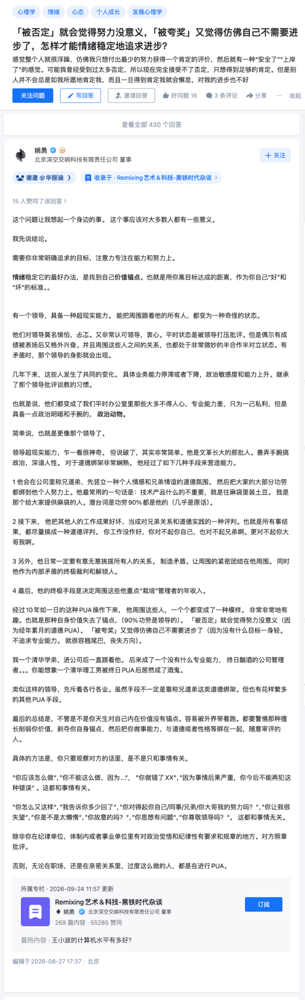 心理学 情绪 心态 个人成长 发展心理学
「被否定」就会觉得努力没意义，「被夸奖」又觉得仿佛自己不需要进
步了，怎样才能情绪稳定地追求进步?
感觉整个人就很浮躁，仿佛我只想付出最少的努力获得一个肯定的评价，然后就有一种“安全了”“上岸
了”的感觉。可能我曾经受到过太多否定，所以现在完全接受不了否定，只想得到足够的肯定。但是别
人并不会总是如我所愿地肯定我，而且一旦得到肯定我就会懈怠，对我的进步也不好
关注问题 写回答 邀请回答 好问题 16 3 条评论 分享 ··· 收起
查看全部 430 个回答
姚勇
北京深空交响科技有限责任公司 董事
+ 关注
谢邀 @华丽涵 》 收录于 · Remixing艺术＆科技-黑铁时代杂谈 ›
15 人赞同了该回答 ›
这个问题让我想起一个身边的事。 这个事应该对大多数人都有一些意义。
我先说结论。
需要你非常明确追求的目标，注意力专注在能力和努力上。
情绪稳定它的最好办法，是找到自己价值锚点。也就是用你离目标达成的距离，作为你自己“好”和
“坏”的标准。。
有一个领导，具备一种超现实能力。 能把周围跟着他的所有人，都变为一种奇怪的状态。
他们对领导莫名惧怕，忐忑。又非常认可领导，衷心。平时状态是被领导打压批评。但是偶尔有成
绩被表扬后又格外兴奋。并且周围这些人之间的关系，也都处于非常微妙的半合作半对立状态。有
矛盾时，那个领导的身影就会出现。
几年下来，这些人发生了共同的变化。 具体业务能力停滞或者下降，政治敏感度和能力上升。继承
了那个领导批评说教的习惯。
也就是说，他们都变成了我们平时办公室里那些大多不得人心，专业能力差，只为一己私利，但是
具备一点政治明暗和手腕的， 政治动物。
简单说，也就是更像那个领导了。
领导超现实能力，乍一看很神奇。 但说破了，其实非常简单。他是文革长大的那批人。善弄手腕搞
政治，深谙人性。 对于道德绑架非常娴熟。 他经过了如下几种手段来营造能力。
1 他会在公司里称兄道弟，先竖立一种个人情感和兄弟情谊的道德氛围。 然后把大家的大部分功劳
都绑到他个人努力上。他最常用的一句话是：技术产品什么的不重要，就是往麻袋里装土豆。 我是
那个给大家提供麻袋的人。潜台词是功劳90%都是他的（几乎是原话）。
2 接下来， 他把其他人的工作成果好坏，当成对兄弟关系和道德实践的一种评判。也就是所有事结
果，都尽量搞成一种道德评判。 你工作没作好，你对不起你自己，也对不起兄弟啊。更对不起你大
哥我啊。
3 另外，他日常一定要有意无意挑拨所有人的关系。 制造矛盾。让周围的紧密团结在他周围。 同时
他作为内部矛盾的终极裁判和解锁人。
4 最后，他的终极手段是决定周围这些他重点“栽培”管理者的年收入。
经过10年如一日的这种PUA操作下来， 他周围这些人，一个个都变成了一种模样。 非常非常地有
趣。也就是那种自身价值失去了锚点，（90%功劳是领导的）。 「被否定」就会觉得努力没意义（因
为经年累月的道德PUA）。 「被夸奖」又觉得仿佛自己不需要进步了（因为没有什么目标一身轻。
不追求专业能力。 就很容翘尾巴，丧失方向）。
我一个清华学弟，进公司后一直跟着他。 后来成了一个没有什么专业能力， 终日酗酒的公司管理
者。。。你能想象一个清华理工男被终日PUA后居然成了酒鬼。
类似这样的领导，充斥着各行各业。虽然手段不一定是靠称兄道弟这类道德绑架。但也有花样繁多
的其他PUA手段。
最后的总结是，不管是不是你天生对自己内在价值没有锚点。容易被外界带着跑。都要警惕那种擅
长削弱你价值，剥夺你自身锚点，然后把你做事能力，与道德或者性格等绑在一起，随意审评的
人。
具体的方法是，你只要观察对方的话里，是不是只和事情有关。
”你应该怎么做“，”你不能这么做，因为...“， ”你做错了XX“，”因为事情后果严重，你今后不能再犯这
种错误“ 。这都和事情有关。
”你怎么又这样“，”我告诉你多少回了“，”你对得起你自己/同事/兄弟/你大哥我的努力吗？“，”你让我很
失望“，”你是不是太懒惰“，”你故意的吗？“，”你思想有问题”，”你尊敬领导吗？“。 这都和事情无关。
除非你在纪律单位，体制内或者事业单位里有对政治觉悟和纪律性有要求和规章的地方。对方照章
批评。
否则，无论在职场，还是在亲密关系里，过度这么做的人，都是在进行PUA。
所属专栏 · 2026-09-24 11:57 更新
Remixing艺术＆科技-黑铁时代杂谈
姚勇 北京深空交响科技有限责任公司 董事
269 篇内容 · 55285 赞同
订阅
最热内容 · 王小波的计算机水平有多好?
编辑于2026-08-27 17:37 · 北京